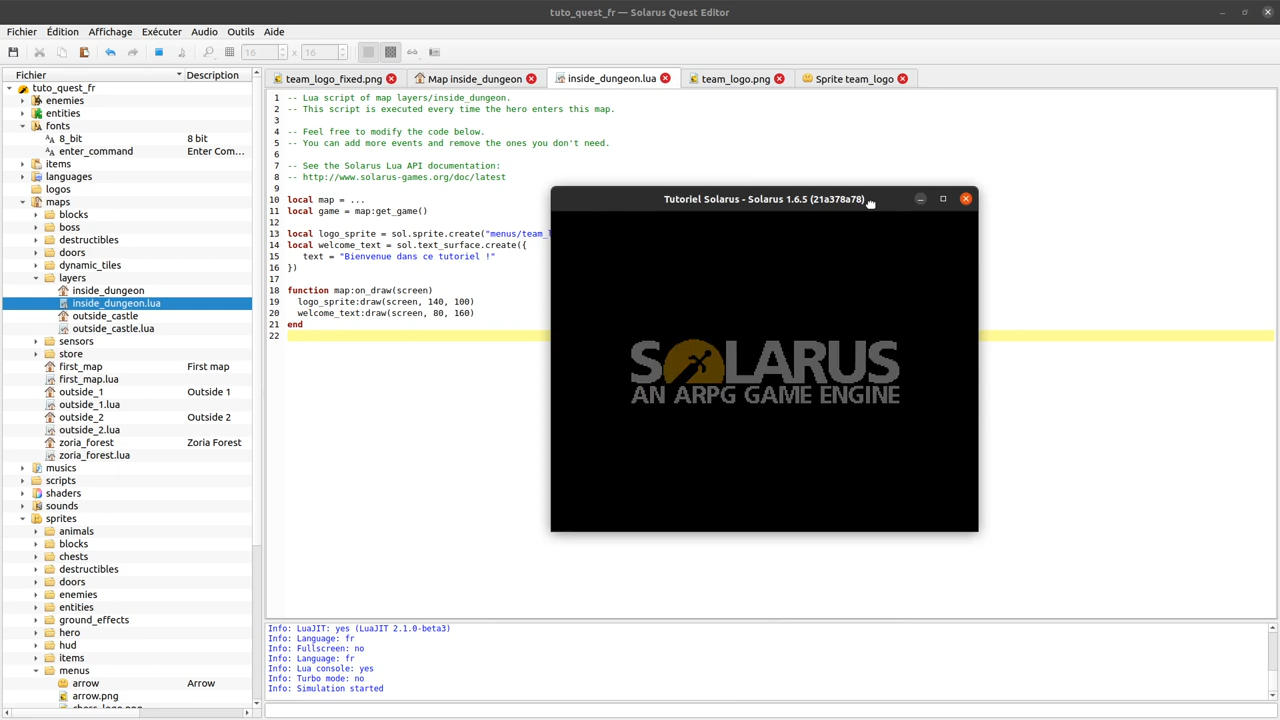 tuto_quest_fr — Solarus Quest Editor
Fichier Édition Affichage Exécuter Audio Outils Aide
16 x 16
Fichier Description
tuto_quest_fr
enemies
entities
fonts
8_bit 8 bit
enter_command Enter Com...
items
languages
logos
maps
blocks
boss
destructibles
doors
dynamic_tiles
layers
inside_dungeon
inside_dungeon.lua
outside_castle
outside_castle.lua
sensors
store
first_map First map
first_map.lua
outside_1 Outside 1
outside_1.lua
outside_2 Outside 2
outside_2.lua
zoria_forest Zoria Forest
zoria_forest.lua
musics
scripts
shaders
sounds
sprites
animals
blocks
chests
destructibles
doors
enemies
entities
ground_effects
hero
hud
items
menus
arrow Arrow
arrow.png
team_logo_fixed.png Map inside_dungeon inside_dungeon.lua team_logo.png Sprite team_logo
1 -- Lua script of map layers/inside_dungeon.
2 -- This script is executed every time the hero enters this map.
3
4 -- Feel free to modify the code below.
5 -- You can add more events and remove the ones you don't need.
6
7 -- See the Solarus Lua API documentation:
8 -- http://www.solarus-games.org/doc/latest
9
10 local map = ...
11 local game = map:get_game()
12
13 local logo_sprite = sol.sprite.create("menus/team_l
14 local welcome_text = sol.text_surface.create({
15 text = "Bienvenue dans ce tutoriel !"
16 })
17
18 function map:on_draw(screen)
19 logo_sprite:draw(screen, 140, 100)
20 welcome_text:draw(screen, 80, 160)
21 end
22
Tutoriel Solarus - Solarus 1.6.5 (21a378a78)
SOLARUS
AN ARPG GAME ENGINE
Info: LuaJIT: yes (LuaJIT 2.1.0-beta3)
Info: Language: fr
Info: Fullscreen: no
Info: Language: fr
Info: Lua console: yes
Info: Turbo mode: no
Info: Simulation started